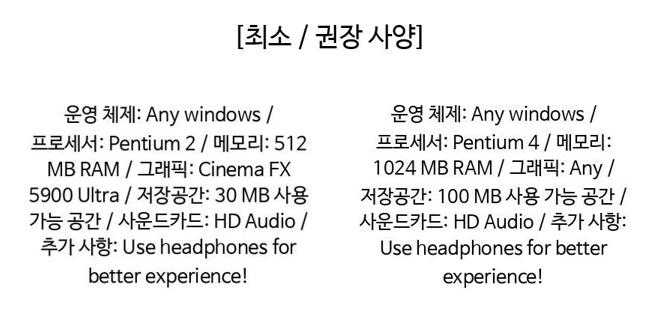 [최소 / 권장 사양]
운영 체제: Any windows /
프로세서: Pentium 2 / 메모리: 512
MB RAM / 그래픽: Cinema FX
5900 Ultra / 저장공간: 30 MB 사용
가능 공간 / 사운드카드: HD Audio /
추가 사항: Use headphones for
better experience!
운영 체제: Any windows /
프로세서: Pentium 4 / 메모리:
1024 MB RAM / 그래픽: Any /
저장공간: 100 MB 사용 가능 공간 /
사운드카드: HD Audio / 추가 사항:
Use headphones for better
experience!